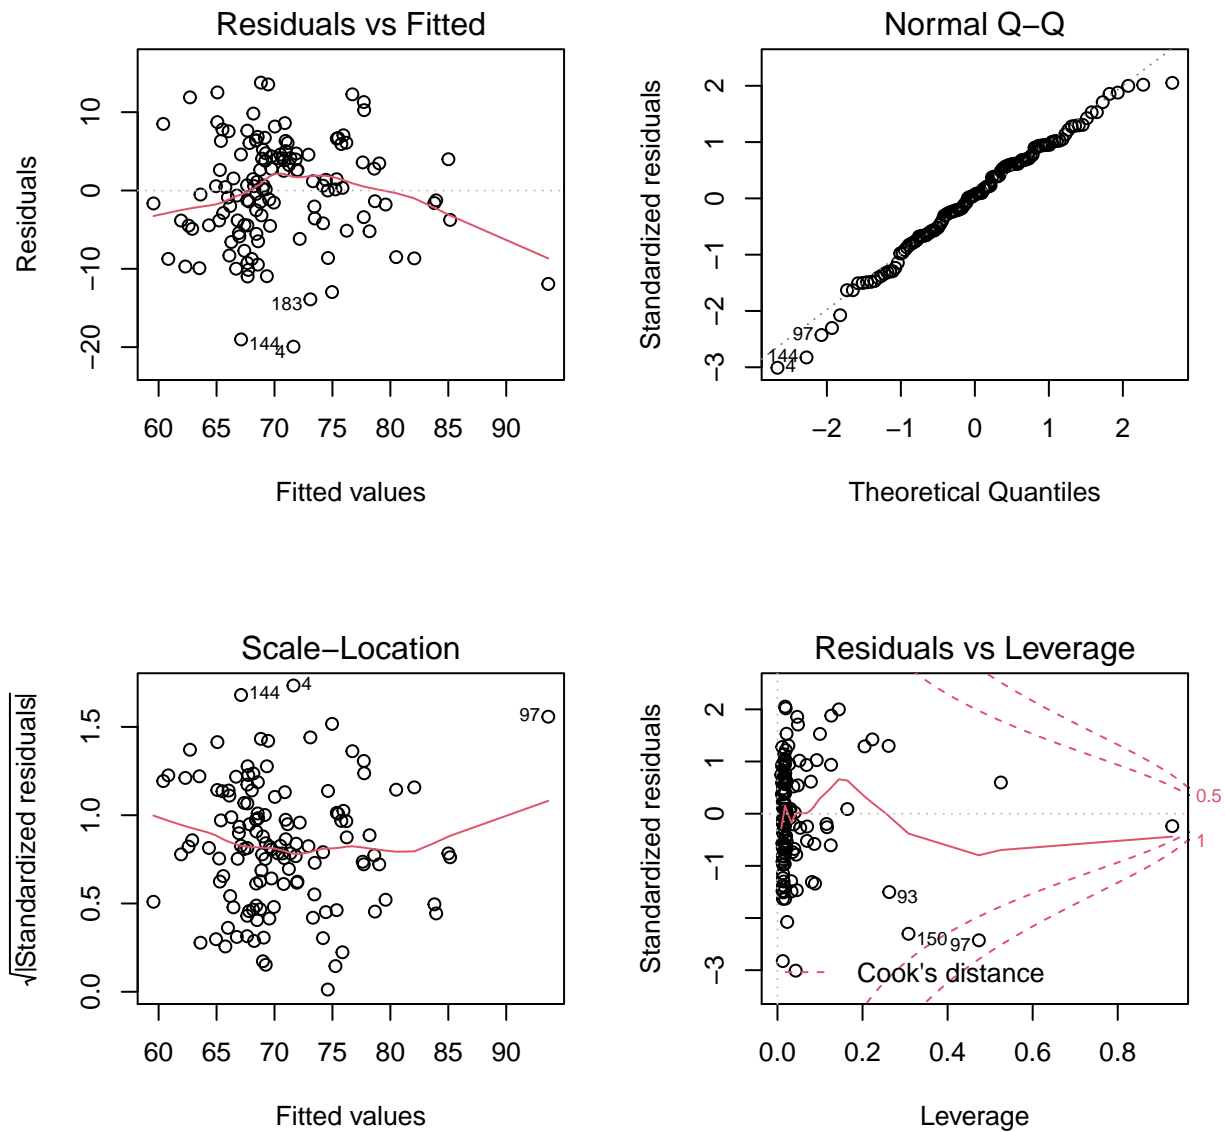 Residuals vs Fitted
Residuals
10
0
−10
−20
183
144
4
60 65 70 75 80 85 90
Fitted values
Normal Q−Q
Standardized residuals
2
1
0
−1
−2
−3
97
144
4
−2 −1 0 1 2
Theoretical Quantiles
Scale−Location
√|Standardized residuals|
1.5
1.0
0.5
0.0
144
4
97
60 65 70 75 80 85 90
Fitted values
Residuals vs Leverage
Standardized residuals
2
1
0
−1
−3
0.5
1
93
150
97
Cook's distance
0.0 0.2 0.4 0.6 0.8
Leverage